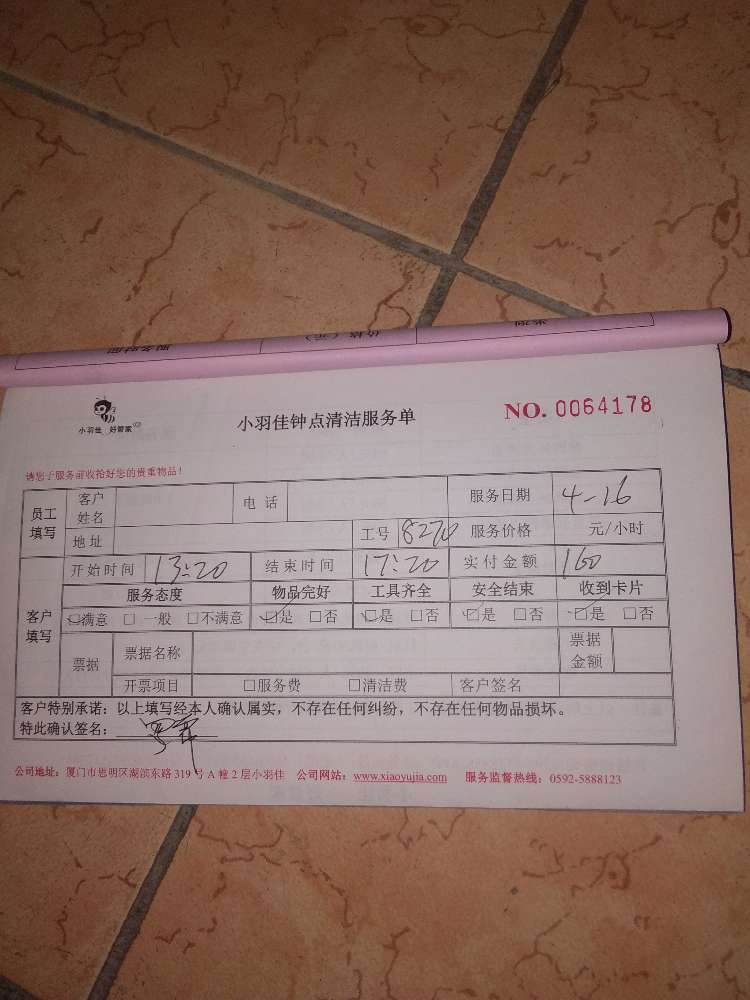 服务时间 价格（元） 实收
小羽佳 好管家
小羽佳钟点清洁服务单
NO. 0064178
请您于服务前收拾好您的贵重物品！
员工填写 客户姓名 电话 服务日期 4-16
地址 工号 8270 服务价格 元/小时
客户填写 开始时间 13:20 结束时间 17:20 实付金额 160
服务态度 物品完好 工具齐全 安全结束 收到卡片
☑满意 □一般 □不满意 ☑是 □否 ☑是 □否 ☑是 □否 ☑是 □否
票据 票据名称 票据金额
开票项目 □服务费 □清洁费 客户签名
客户特别承诺：以上填写经本人确认属实，不存在任何纠纷，不存在任何物品损坏。
特此确认签名：
公司地址：厦门市思明区湖滨东路 319 号 A 幢 2 层小羽佳 公司网站：www.xiaoyujia.com 服务监督热线：0592-5888123